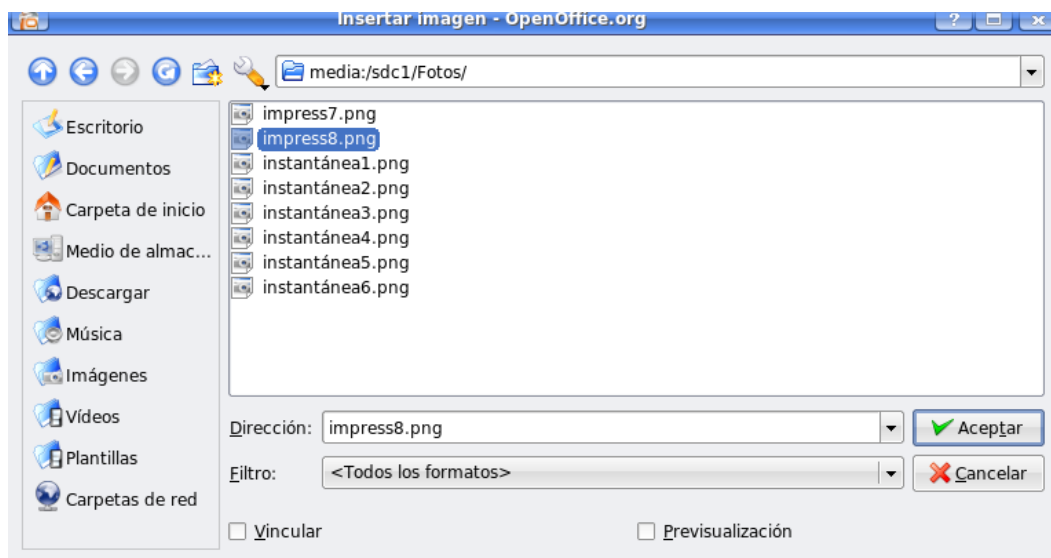 Insertar imagen - OpenOffice.org
media:/sdc1/Fotos/
Escritorio
Documentos
Carpeta de inicio
Medio de almac...
Descargar
Música
Imágenes
Vídeos
Plantillas
Carpetas de red
impress7.png
impress8.png
instantánea1.png
instantánea2.png
instantánea3.png
instantánea4.png
instantánea5.png
instantánea6.png
Dirección: impress8.png Aceptar
Filtro: <Todos los formatos> Cancelar
Vincular Previsualización